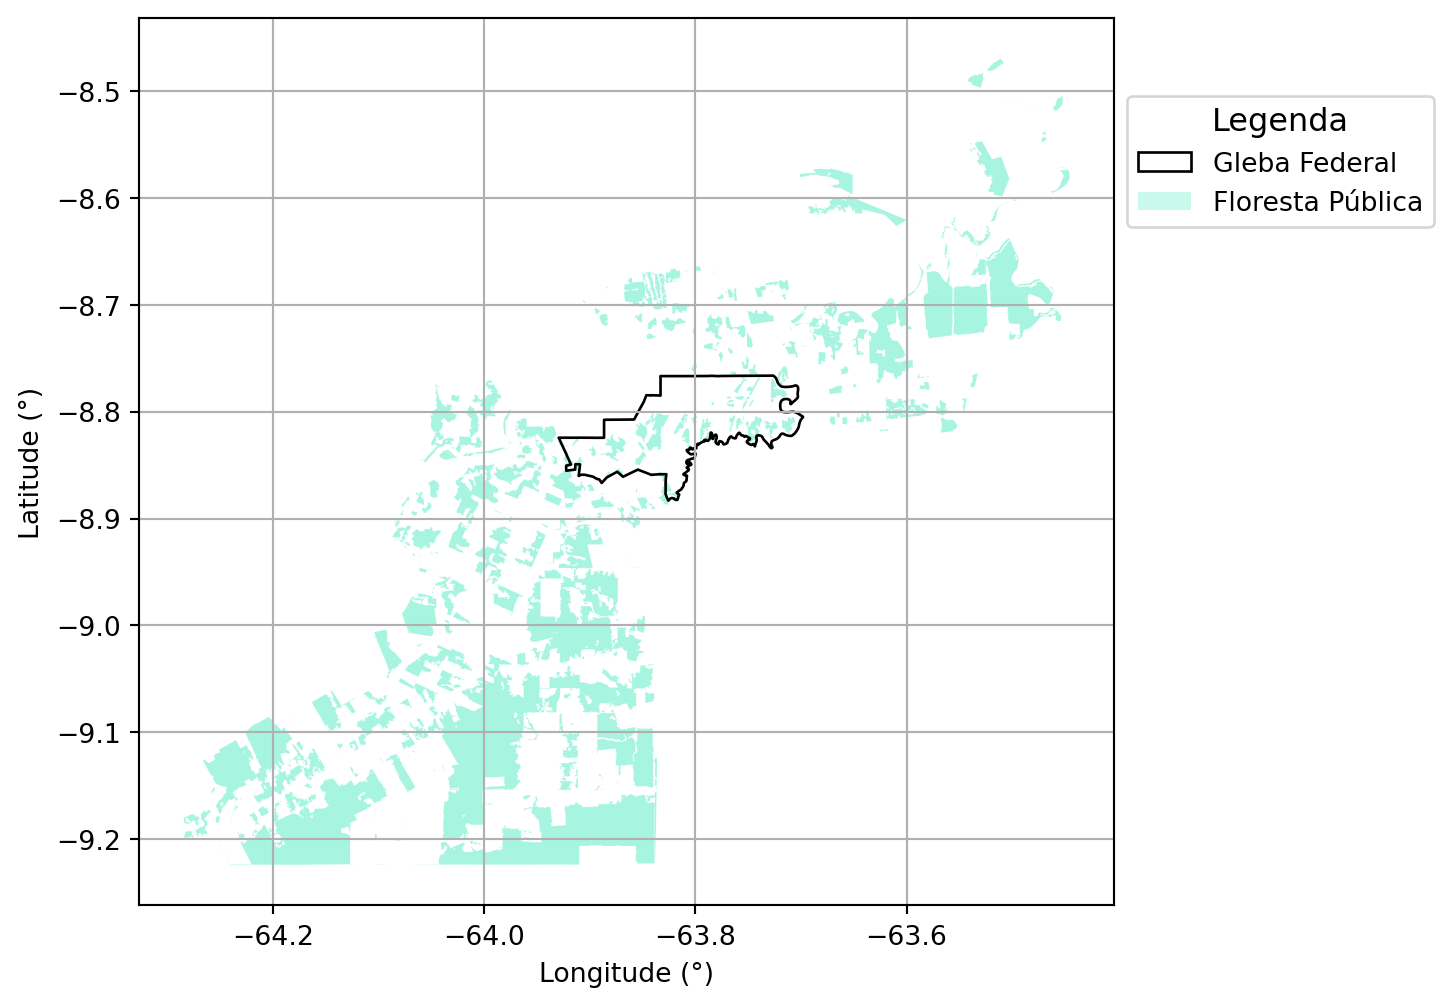 Latitude (°)
−8.5
−8.6
−8.7
−8.8
−8.9
−9.0
−9.1
−9.2
−64.2
−64.0
−63.8
−63.6
Longitude (°)
Legenda
Gleba Federal
Floresta Pública